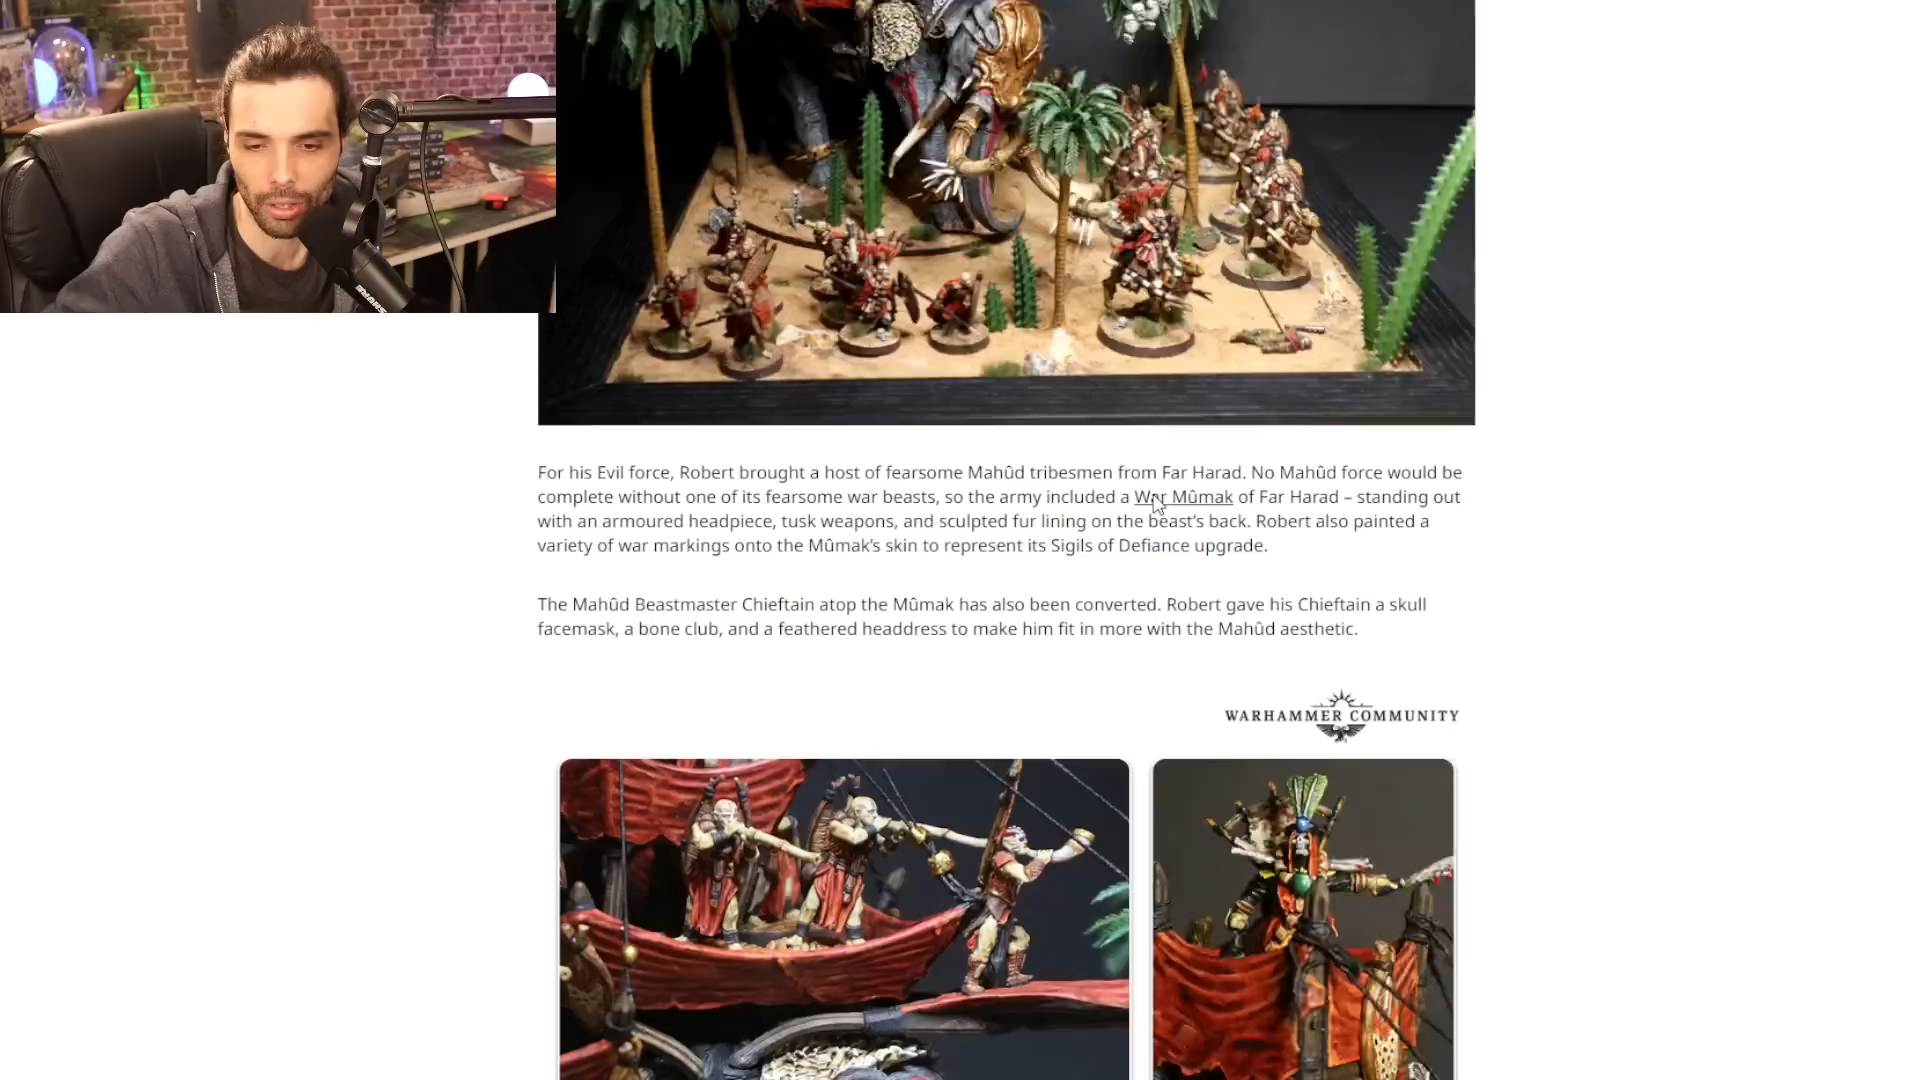 SHURE
For his Evil force, Robert brought a host of fearsome Mahûd tribesmen from Far Harad. No Mahûd force would be
complete without one of its fearsome war beasts, so the army included a War Mûmak of Far Harad – standing out
with an armoured headpiece, tusk weapons, and sculpted fur lining on the beast's back. Robert also painted a
variety of war markings onto the Mûmak's skin to represent its Sigils of Defiance upgrade.
The Mahûd Beastmaster Chieftain atop the Mûmak has also been converted. Robert gave his Chieftain a skull
facemask, a bone club, and a feathered headdress to make him fit in more with the Mahûd aesthetic.
WARHAMMER COMMUNITY